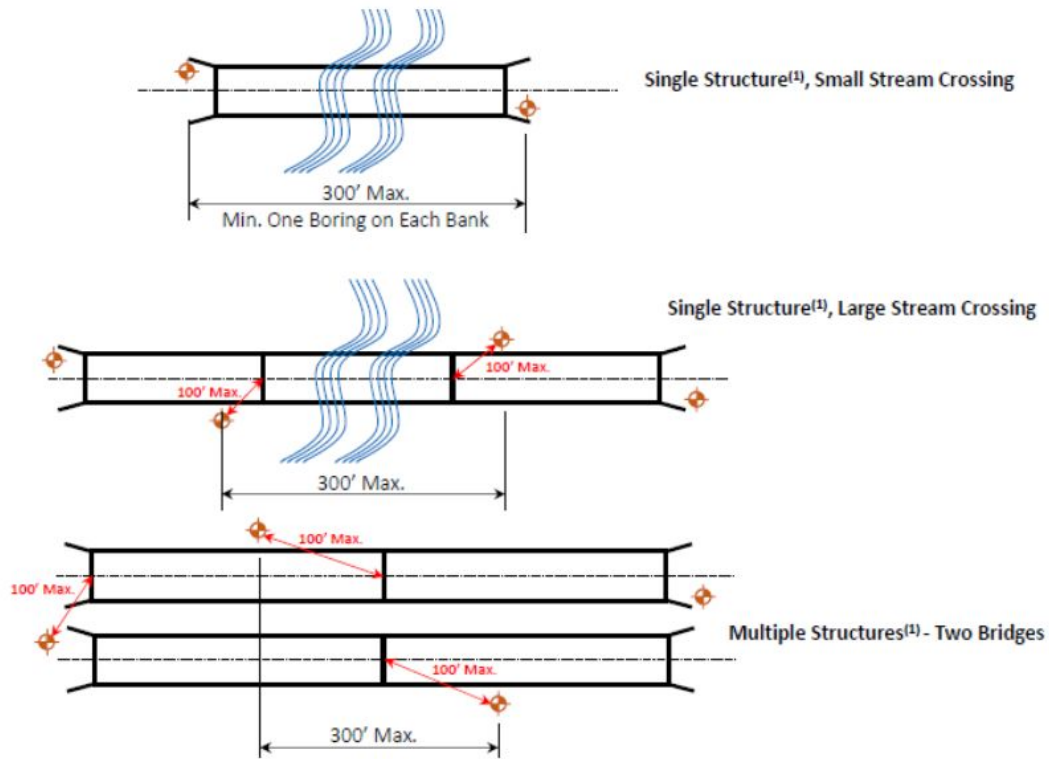 Single Structure(1), Small Stream Crossing
300' Max.
Min. One Boring on Each Bank
Single Structure(1), Large Stream Crossing
100' Max.
100' Max.
300' Max.
100' Max.
100' Max.
Multiple Structures(1) - Two Bridges
100' Max.
300' Max.